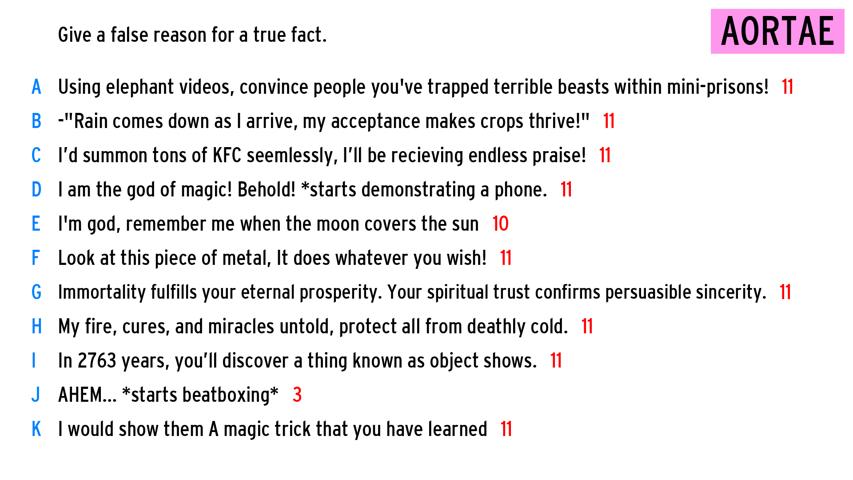 Give a false reason for a true fact.
AORTAE
A Using elephant videos, convince people you've trapped terrible beasts within mini-prisons! 11
B -"Rain comes down as I arrive, my acceptance makes crops thrive!" 11
C I'd summon tons of KFC seemlessly, I'll be recieving endless praise! 11
D I am the god of magic! Behold! *starts demonstrating a phone. 11
E I'm god, remember me when the moon covers the sun 10
F Look at this piece of metal, It does whatever you wish! 11
G Immortality fulfills your eternal prosperity. Your spiritual trust confirms persuasible sincerity. 11
H My fire, cures, and miracles untold, protect all from deathly cold. 11
I In 2763 years, you'll discover a thing known as object shows. 11
J AHEM... *starts beatboxing* 3
K I would show them A magic trick that you have learned 11